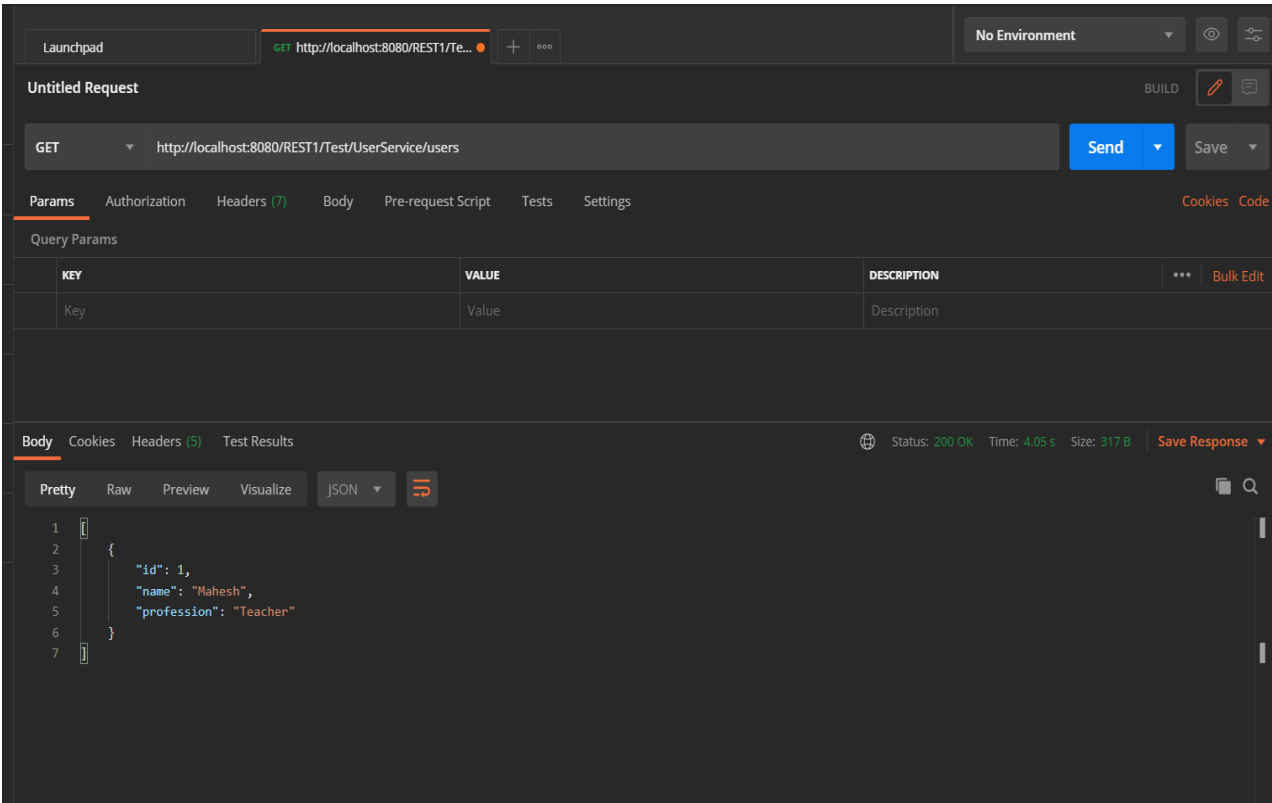 Launchpad
GET http://localhost:8080/REST1/Te...
No Environment
Untitled Request
BUILD
GET http://localhost:8080/REST1/Test/UserService/users Send Save
Params Authorization Headers (7) Body Pre-request Script Tests Settings Cookies Code
Query Params
KEY VALUE DESCRIPTION ••• Bulk Edit
Key Value Description
Body Cookies Headers (5) Test Results Status: 200 OK Time: 4.05 s Size: 317 B Save Response
Pretty Raw Preview Visualize JSON
1 [
2 {
3 "id": 1,
4 "name": "Mahesh",
5 "profession": "Teacher"
6 }
7 ]